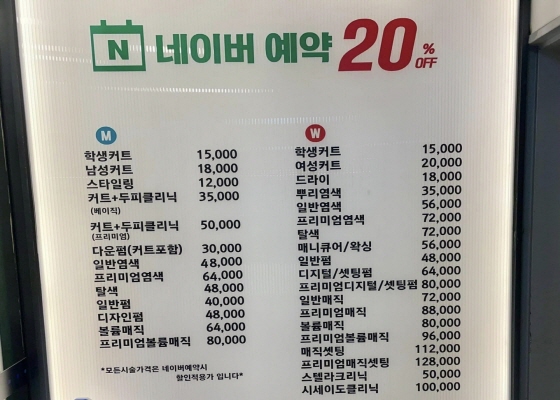 N 네이버 예약 20% OFF
M
학생커트 15,000
남성커트 18,000
스타일링 12,000
커트+두피클리닉 35,000
(베이직)
커트+두피클리닉 50,000
(프리미엄)
다운펌(커트포함) 30,000
일반염색 48,000
프리미엄염색 64,000
탈색 48,000
일반펌 40,000
디자인펌 48,000
볼륨매직 64,000
프리미엄볼륨매직 80,000
*모든시술가격은 네이버예약시
할인적용가 입니다*
W
학생커트 15,000
여성커트 20,000
드라이 18,000
뿌리염색 35,000
일반염색 56,000
프리미엄염색 72,000
탈색 72,000
매니큐어/왁싱 56,000
일반펌 48,000
디지털/셋팅펌 64,000
프리미엄디지털/셋팅펌 80,000
일반매직 72,000
프리미엄펌 88,000
볼륨매직 80,000
프리미엄볼륨매직 96,000
매직셋팅 112,000
프리미엄매직셋팅 128,000
스텔라크리닉 50,000
시세이도클리닉 100,000